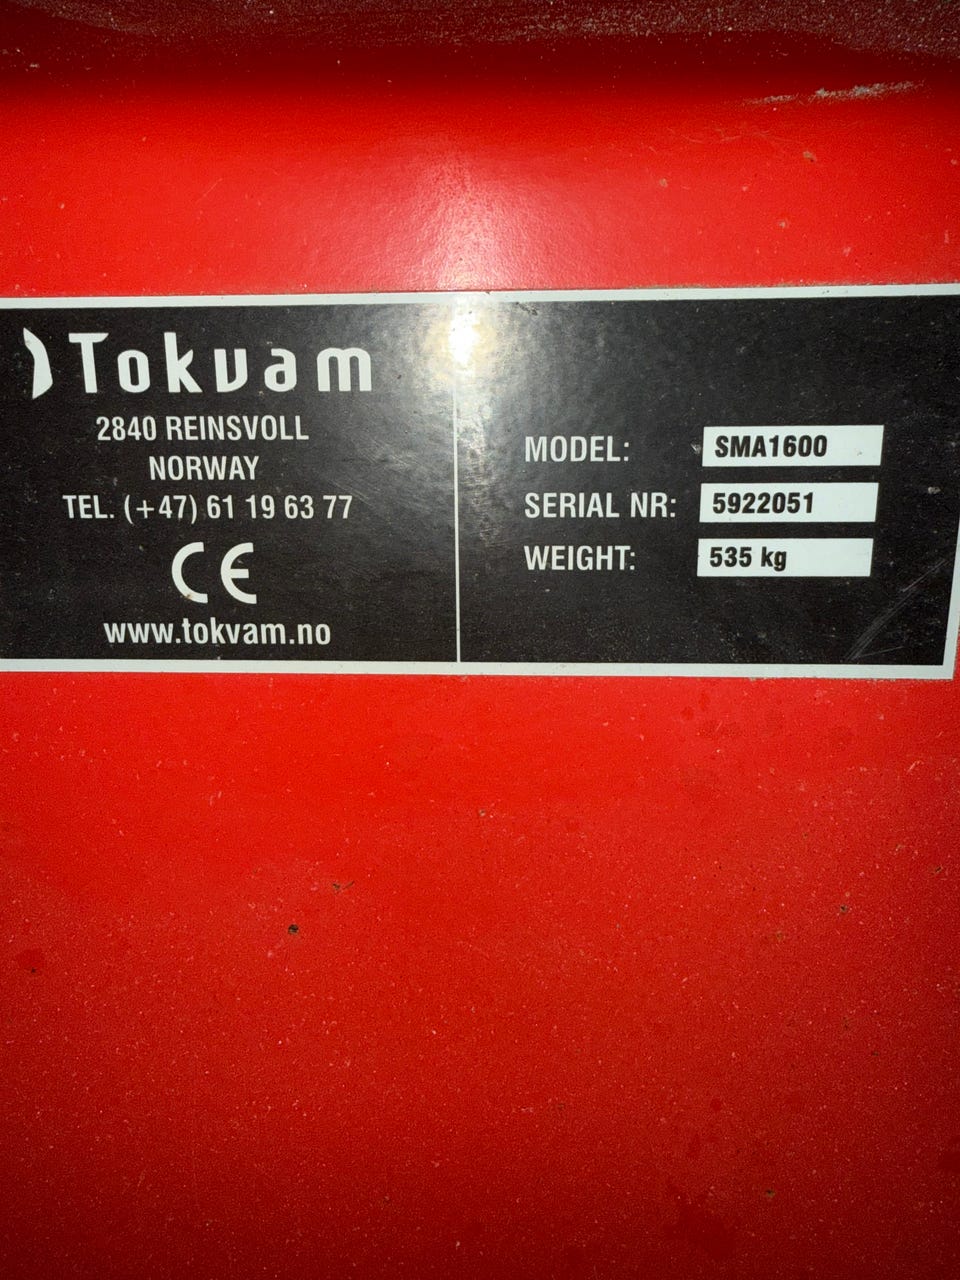 Tokvam
2840 REINSVOLL
NORWAY
TEL. (+47) 61 19 63 77
CE
www.tokvam.no
MODEL: SMA1600
SERIAL NR: 5922051
WEIGHT: 535 kg